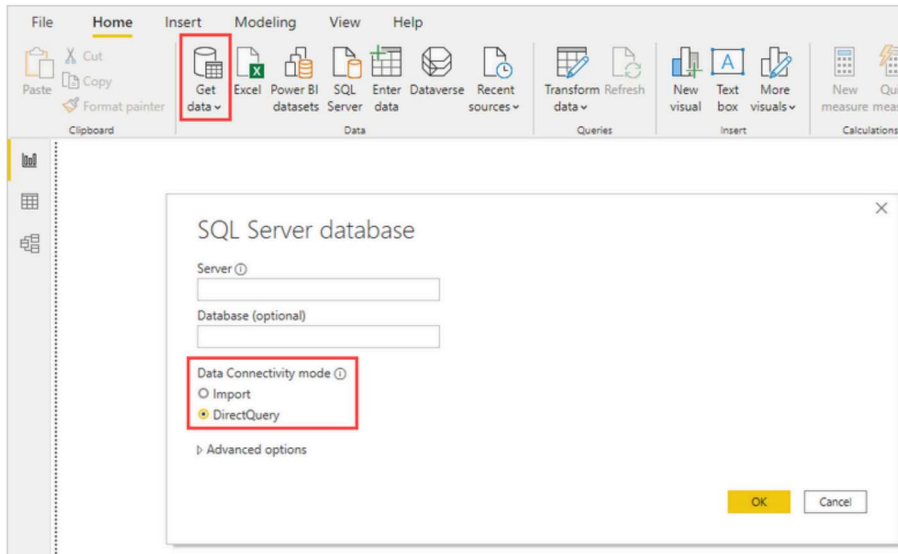 File Home Insert Modeling View Help
Paste
Cut
Copy
Format painter
Get data
Excel
Power BI datasets
SQL Server
Enter data
Dataverse
Recent sources
Transform data
Refresh
New visual
A
Text box
More visuals
New measure
Clipboard Data Queries Insert Calculations
SQL Server database
Server
Database (optional)
Data Connectivity mode
Import
DirectQuery
Advanced options
OK Cancel